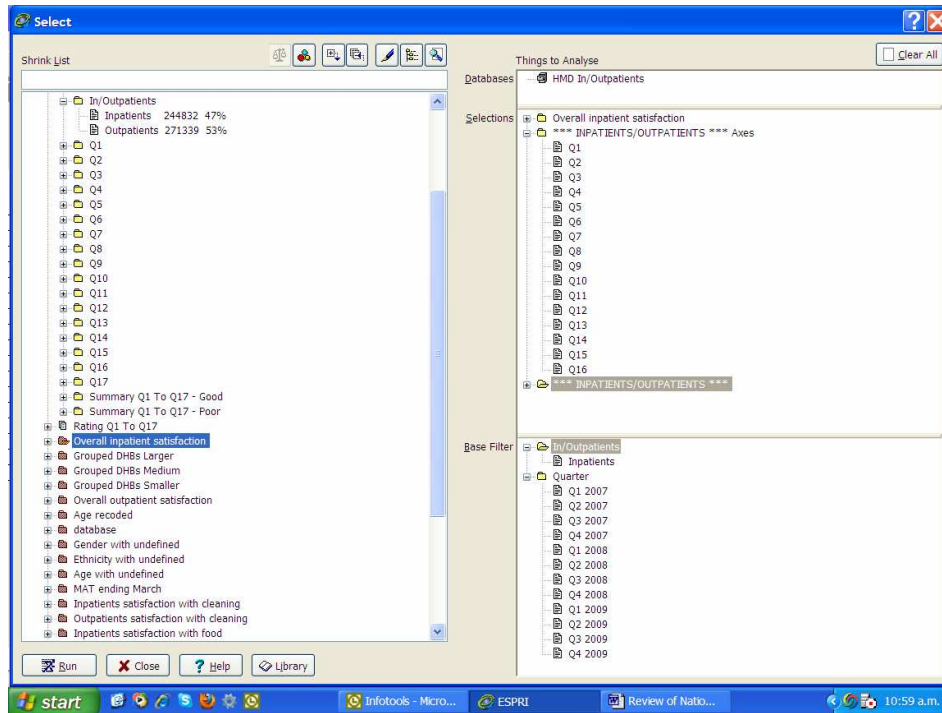 Select
Shrink List
Things to Analyse
Clear All
Databases
HMD In/Outpatients
In/Outpatients
Inpatients 244832 47%
Outpatients 271339 53%
Q1
Q2
Q3
Q4
Q5
Q6
Q7
Q8
Q9
Q10
Q11
Q12
Q13
Q14
Q15
Q16
Q17
Summary Q1 To Q17 - Good
Summary Q1 To Q17 - Poor
Rating Q1 To Q17
Overall inpatient satisfaction
Grouped DHBs Larger
Grouped DHBs Medium
Grouped DHBs Smaller
Overall outpatient satisfaction
Age recoded
database
Gender with undefined
Ethnicity with undefined
Age with undefined
MAT ending March
Inpatients satisfaction with cleaning
Outpatients satisfaction with cleaning
Inpatients satisfaction with food
Selections
Overall inpatient satisfaction
*** INPATIENTS/OUTPATIENTS *** Axes
Q1
Q2
Q3
Q4
Q5
Q6
Q7
Q8
Q9
Q10
Q11
Q12
Q13
Q14
Q15
Q16
*** INPATIENTS/OUTPATIENTS ***
Base Filter
In/Outpatients
Inpatients
Quarter
Q1 2007
Q2 2007
Q3 2007
Q4 2007
Q1 2008
Q2 2008
Q3 2008
Q4 2008
Q1 2009
Q2 2009
Q3 2009
Q4 2009
Run
Close
Help
Library
start
Infotools - Micro...
ESPRI
Review of Natio...
10:59 a.m.